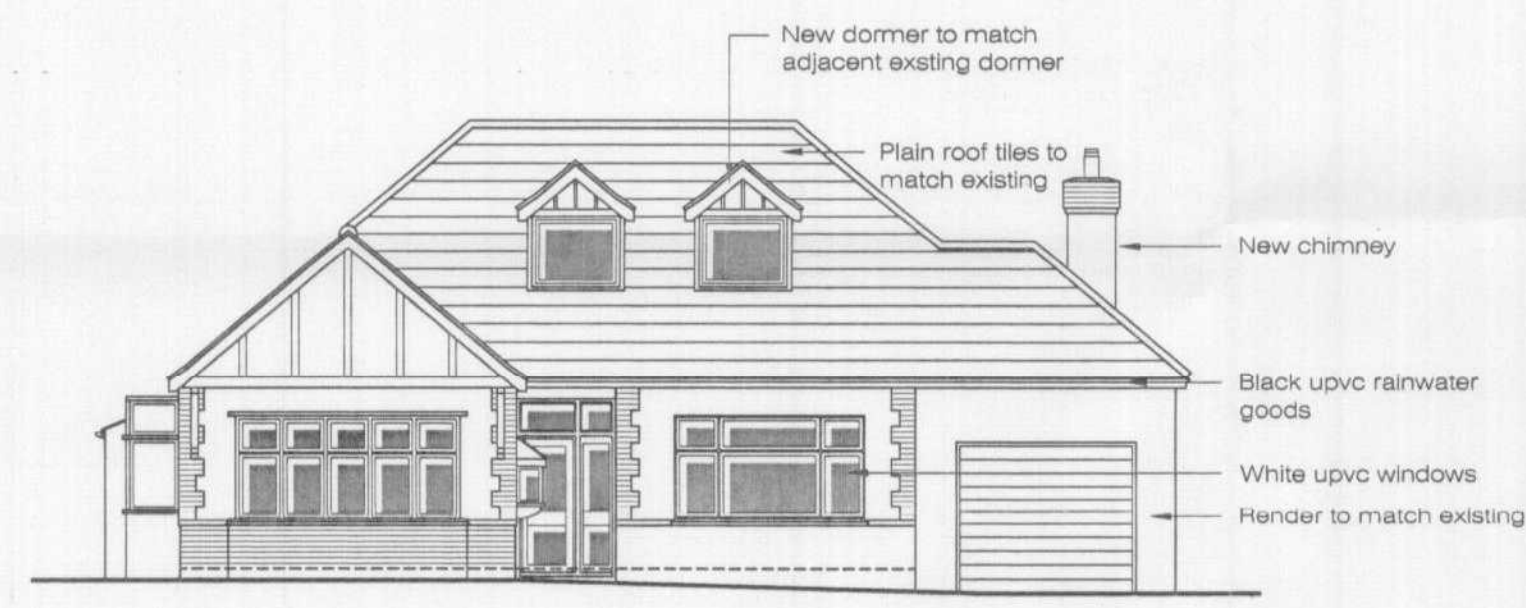 New dormer to match
adjacent exsting dormer
Plain roof tiles to
match existing
New chimney
Black upvc rainwater
goods
White upvc windows
Render to match existing